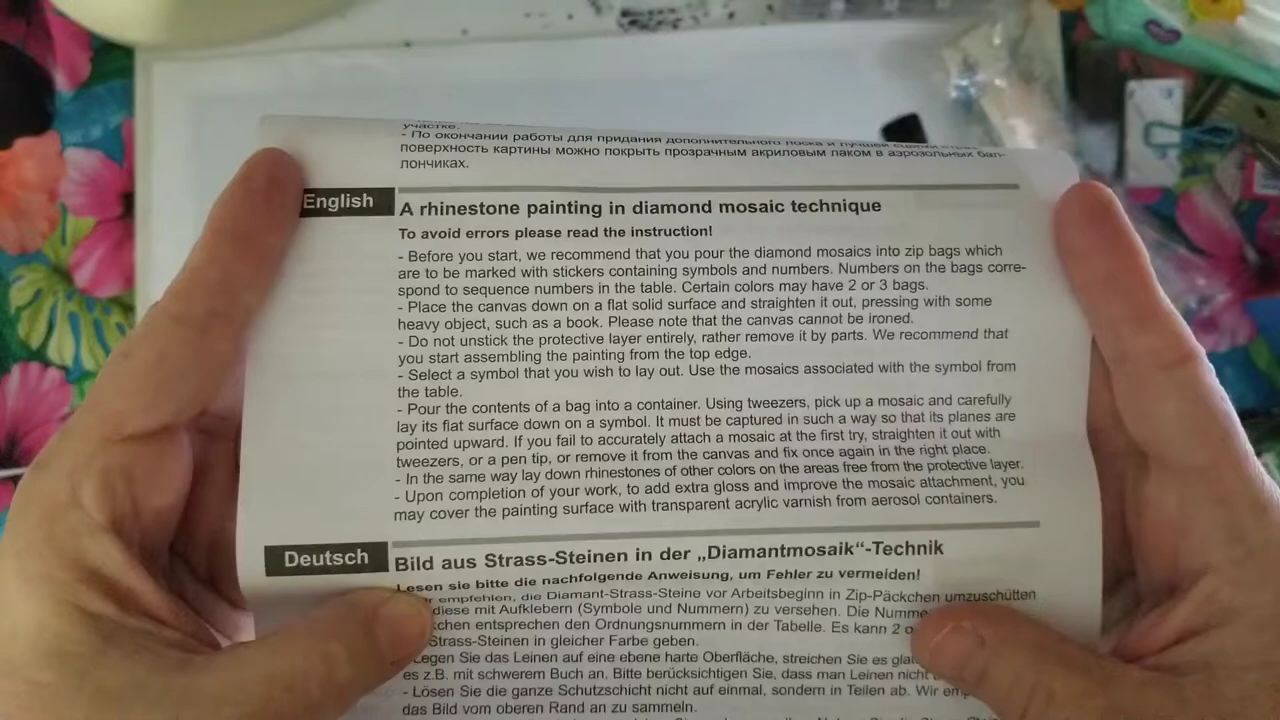 участке.
- По окончании работы для придания дополнительного лоска и лучшей
поверхность картины можно покрыть прозрачным акриловым лаком в аэрозольных бал-
лончиках.
English
A rhinestone painting in diamond mosaic technique
To avoid errors please read the instruction!
- Before you start, we recommend that you pour the diamond mosaics into zip bags which
are to be marked with stickers containing symbols and numbers. Numbers on the bags corre-
spond to sequence numbers in the table. Certain colors may have 2 or 3 bags.
- Place the canvas down on a flat solid surface and straighten it out, pressing with some
heavy object, such as a book. Please note that the canvas cannot be ironed.
- Do not unstick the protective layer entirely, rather remove it by parts. We recommend that
you start assembling the painting from the top edge.
- Select a symbol that you wish to lay out. Use the mosaics associated with the symbol from
the table.
- Pour the contents of a bag into a container. Using tweezers, pick up a mosaic and carefully
lay its flat surface down on a symbol. It must be captured in such a way so that its planes are
pointed upward. If you fail to accurately attach a mosaic at the first try, straighten it out with
tweezers, or a pen tip, or remove it from the canvas and fix once again in the right place.
- In the same way lay down rhinestones of other colors on the areas free from the protective layer.
- Upon completion of your work, to add extra gloss and improve the mosaic attachment, you
may cover the painting surface with transparent acrylic varnish from aerosol containers.
Deutsch
Bild aus Strass-Steinen in der „Diamantmosaik“-Technik
Lesen sie bitte die nachfolgende Anweisung, um Fehler zu vermeiden!
empfehlen, die Diamant-Strass-Steine vor Arbeitsbeginn in Zip-Päckchen umzuschütten
diese mit Aufklebern (Symbole und Nummern) zu versehen. Die
entsprechen den Ordnungsnummern in der Tabelle. Es kann 2
Strass-Steinen in gleicher Farbe geben.
Legen Sie das Leinen auf eine ebene harte Oberfläche, streichen Sie es
es z.B. mit schwerem Buch an. Bitte berücksichtigen Sie, dass man Leinen nicht
- Lösen Sie die ganze Schutzschicht nicht auf einmal, sondern in Teilen ab. Wir
das Bild vom oberen Rand an zu sammeln.